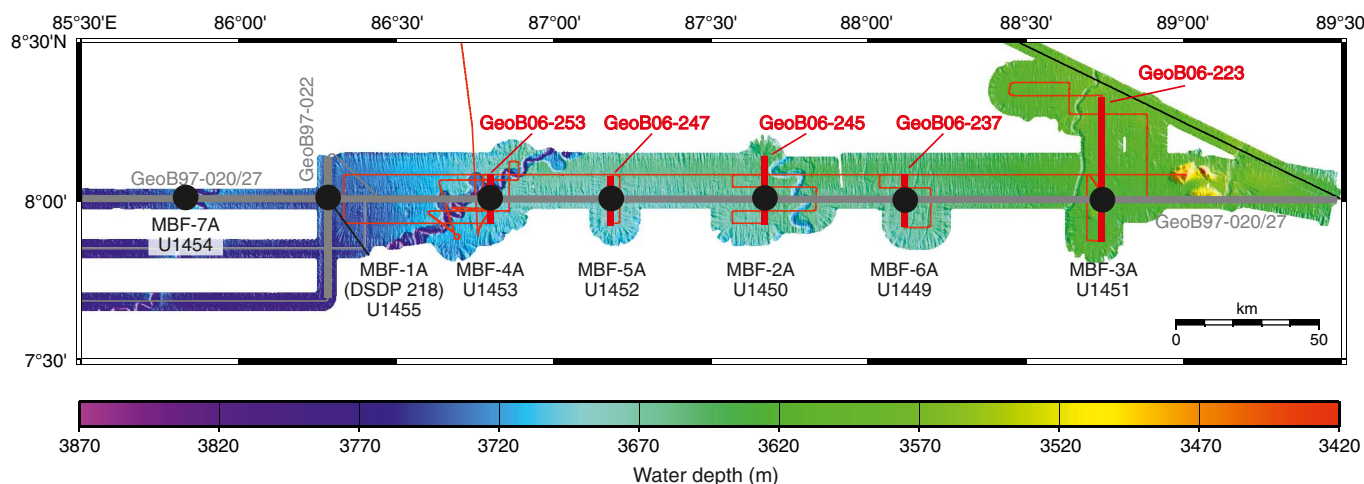 85°30'E 86°00' 86°30' 87°00' 87°30' 88°00' 88°30' 89°00' 89°30'
8°30'N
8°00'
7°30'
GeoB97-022
GeoB06-223
GeoB06-253
GeoB06-247
GeoB06-245
GeoB06-237
GeoB97-020/27
GeoB97-020/27
MBF-7A
U1454
MBF-1A
(DSDP 218)
U1455
MBF-4A
U1453
MBF-5A
U1452
MBF-2A
U1450
MBF-6A
U1449
MBF-3A
U1451
km
0 50
3870 3820 3770 3720 3670 3620 3570 3520 3470 3420
Water depth (m)